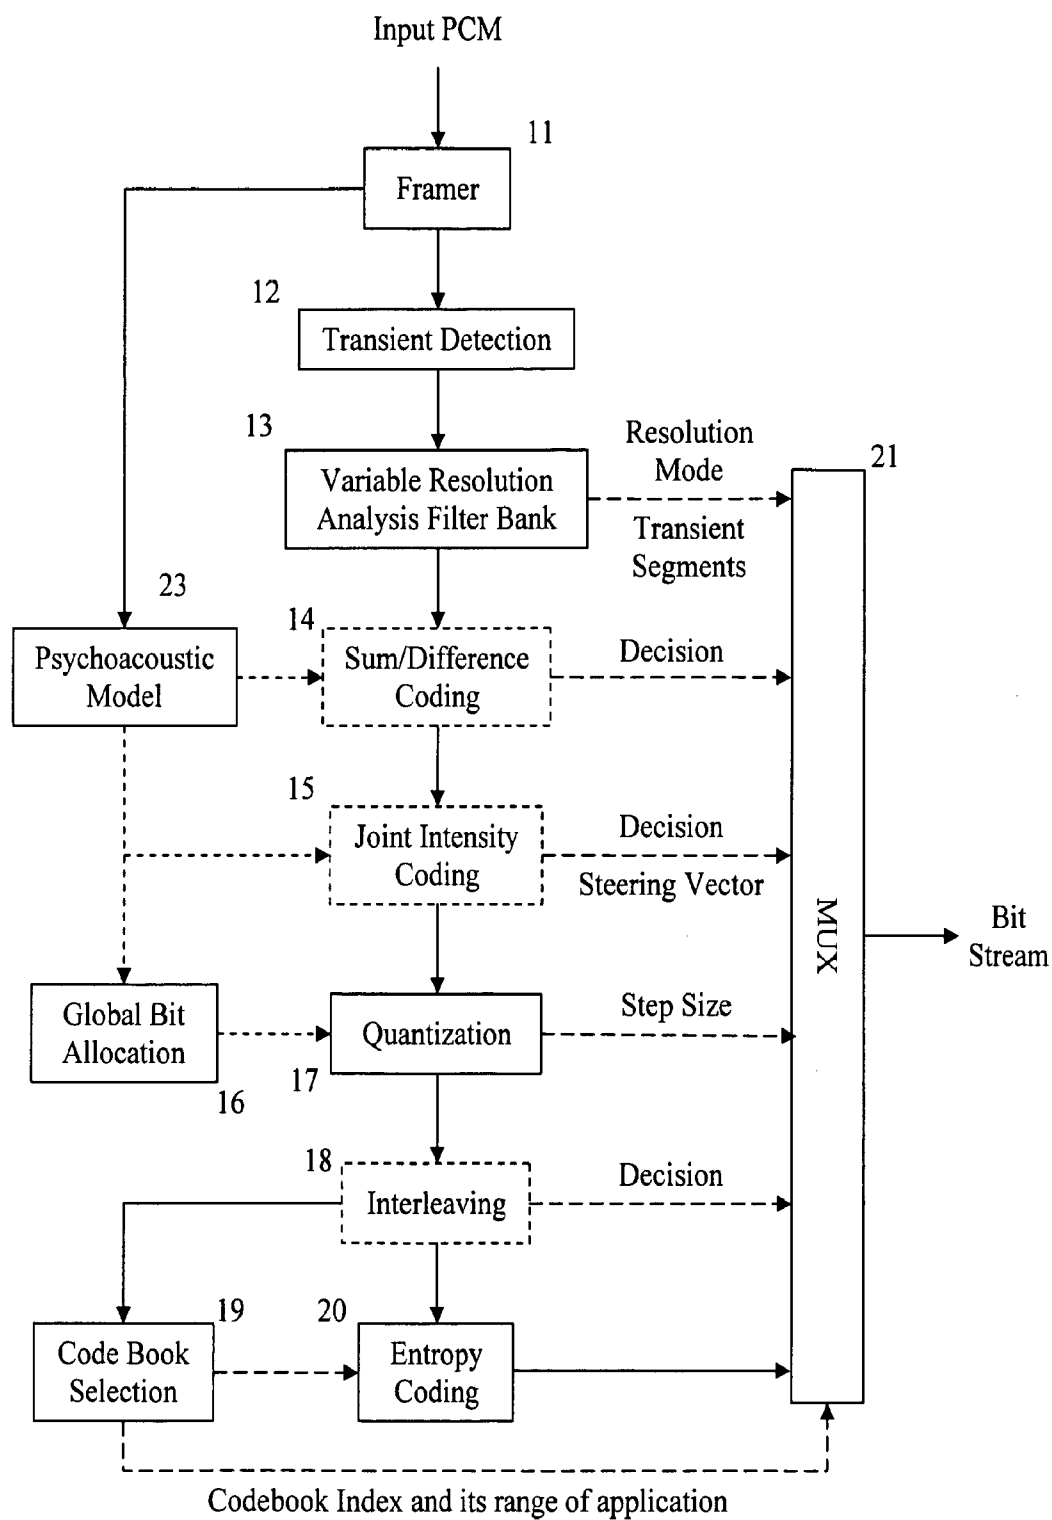 Input PCM
11
Framer
12
Transient Detection
13
Variable Resolution
Analysis Filter Bank
Resolution
Mode
Transient
Segments
21
23
Psychoacoustic
Model
14
Sum/Difference
Coding
Decision
15
Joint Intensity
Coding
Decision
Steering Vector
MUX
Bit
Stream
Global Bit
Allocation
16
Quantization
17
Step Size
18
Interleaving
Decision
19
Code Book
Selection
20
Entropy
Coding
Codebook Index and its range of application